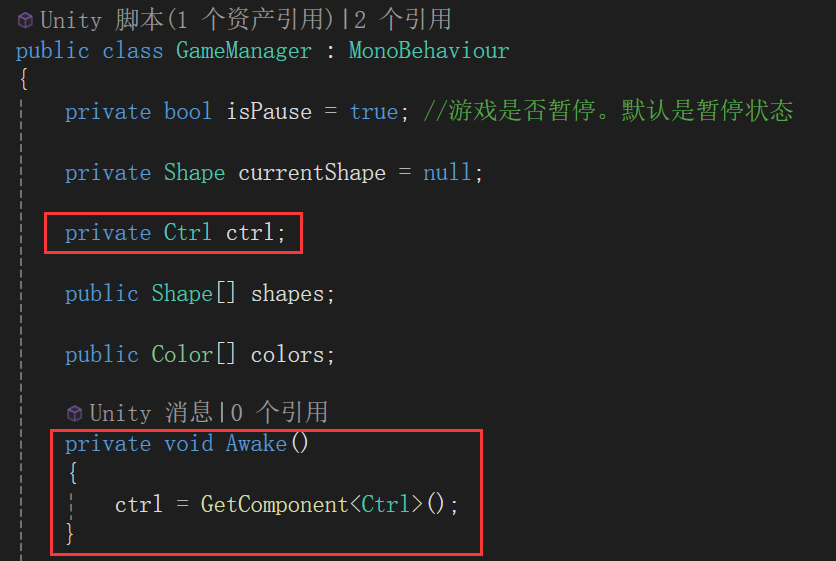 Unity 脚本(1 个资产引用)|2 个引用
public class GameManager : MonoBehaviour
{
private bool isPause = true; //游戏是否暂停。默认是暂停状态
private Shape currentShape = null;
private Ctrl ctrl;
public Shape[] shapes;
public Color[] colors;
Unity 消息|0 个引用
private void Awake()
{
ctrl = GetComponent<Ctrl>();
}